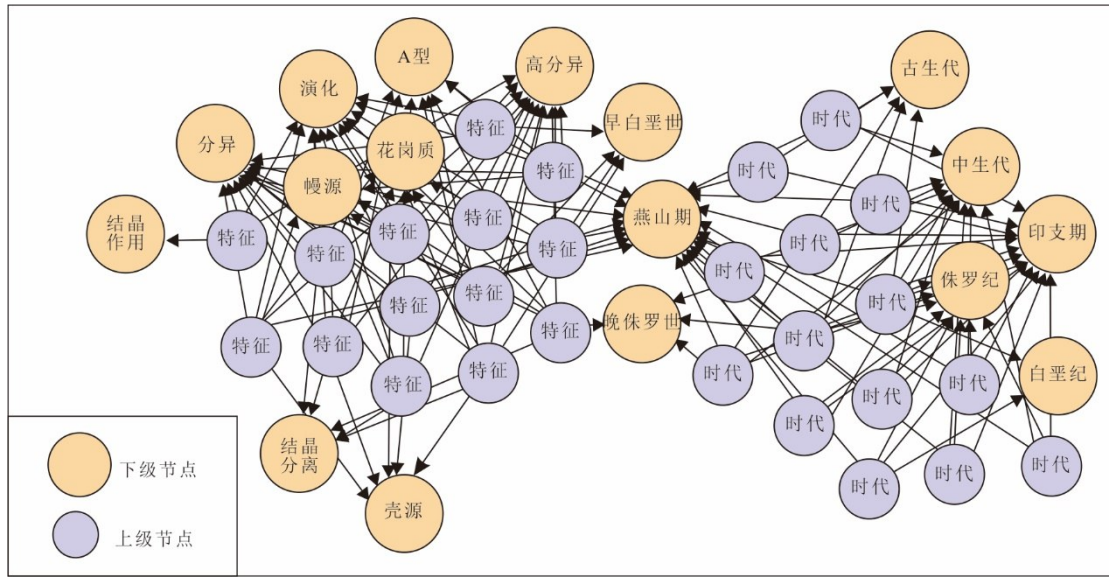 A型
高分异
古生代
演化
特征
早白垩世
时代
分异
花岗质
特征
时代
中生代
幔源
燕山期
时代
印支期
结晶
作用
特征
特征
特征
特征
特征
时代
时代
侏罗纪
特征
特征
时代
晚侏罗世
特征
特征
特征
时代
时代
白垩纪
特征
特征
时代
时代
时代
结晶
分离
时代
时代
时代
时代
壳源
下级节点
上级节点